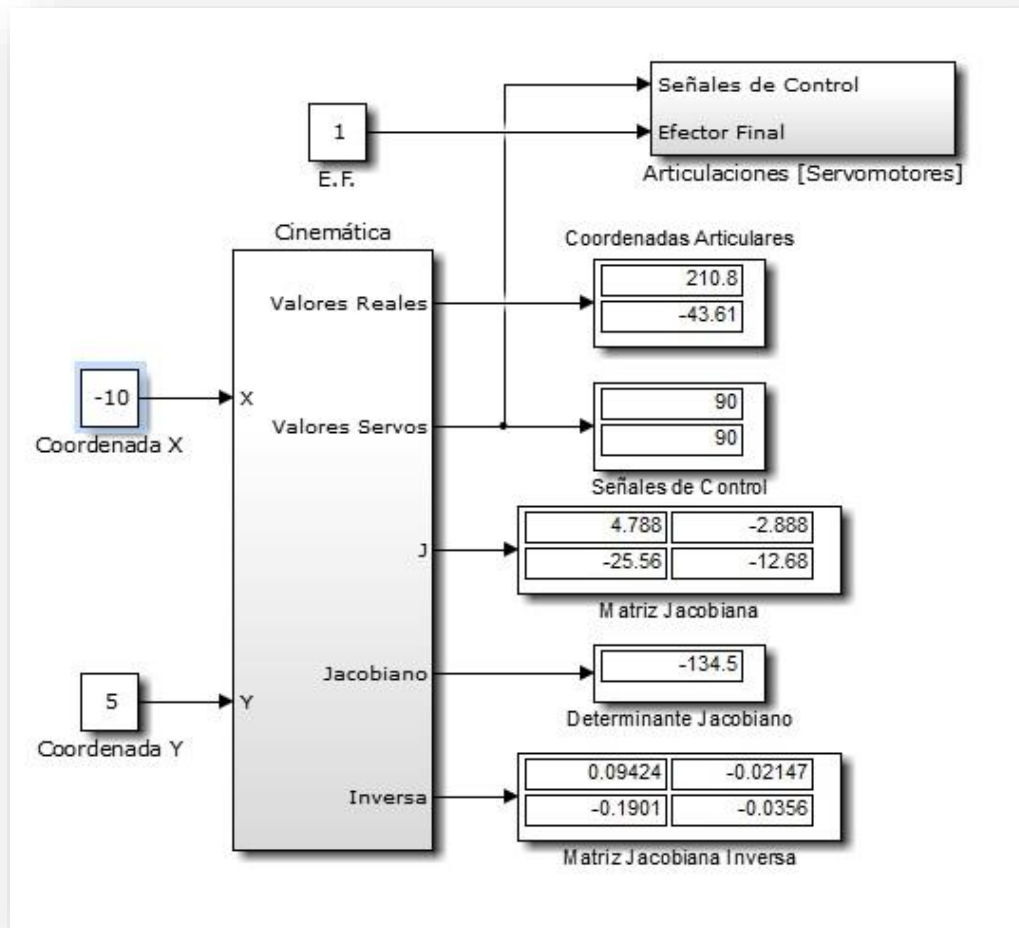 Señales de Control
Efector Final
Articulaciones [Servomotores]
1
E.F.
Cinemática
Valores Reales
Valores Servos
J
Jacobiano
Inversa
X
Y
-10
Coordenada X
5
Coordenada Y
Coordenadas Articulares
210.8
-43.61
90
90
Señales de Control
4.788 -2.888
-25.56 -12.68
Matriz Jacobiana
-134.5
Determinante Jacobiano
0.09424 -0.02147
-0.1901 -0.0356
Matriz Jacobiana Inversa